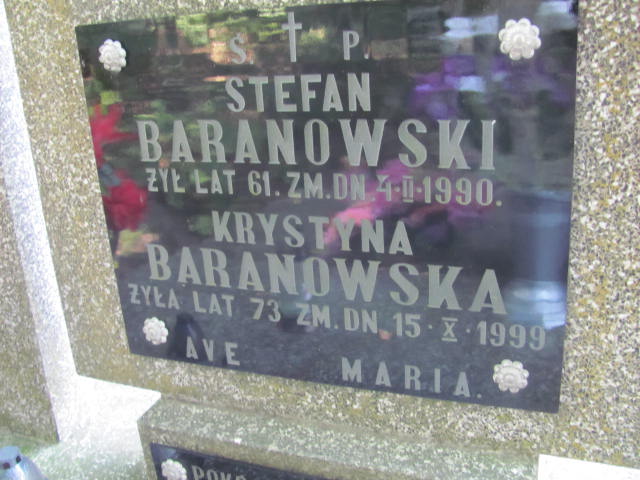 Ś. P.
STEFAN
BARANOWSKI
ŻYŁ LAT 61. ZM. DN. 4·II·1990.
KRYSTYNA
BARANOWSKA
ŻYŁA LAT 73 ZM. DN. 15·X·1999
AVE MARIA.